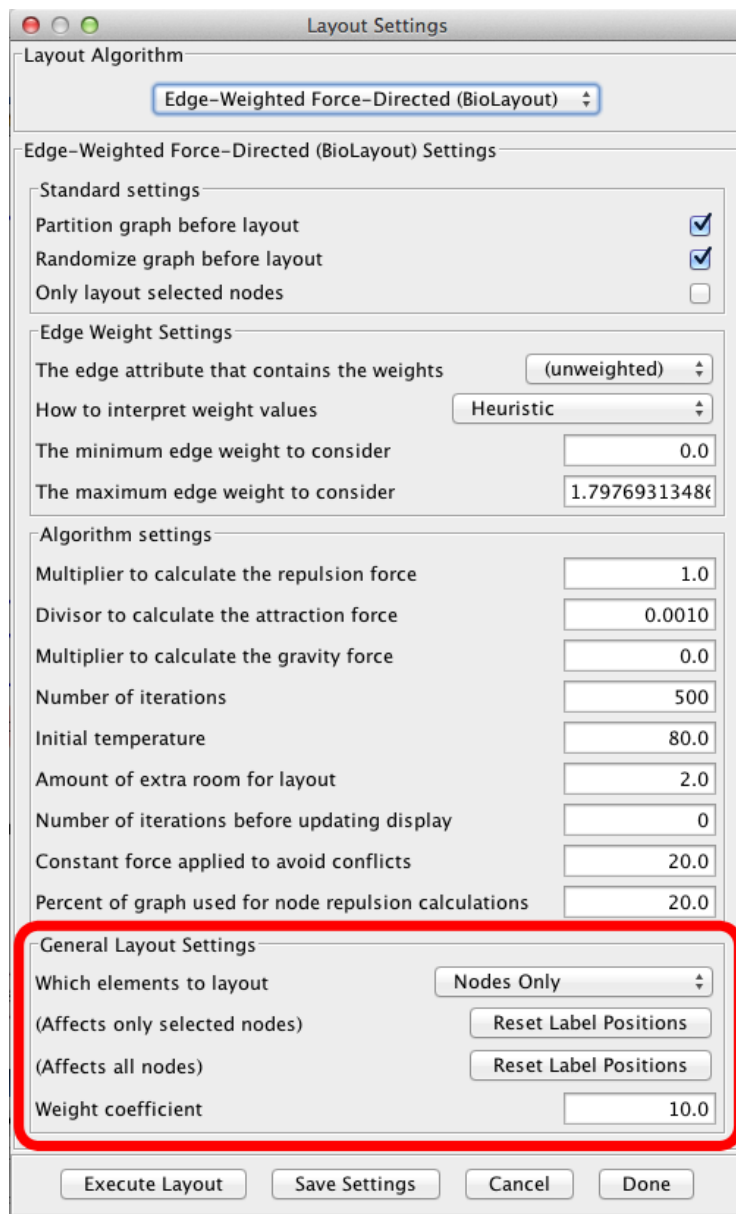 Layout Settings
Layout Algorithm
Edge-Weighted Force-Directed (BioLayout)
Edge-Weighted Force-Directed (BioLayout) Settings
Standard settings
Partition graph before layout
Randomize graph before layout
Only layout selected nodes
Edge Weight Settings
The edge attribute that contains the weights (unweighted)
How to interpret weight values Heuristic
The minimum edge weight to consider 0.0
The maximum edge weight to consider 1.79769313486
Algorithm settings
Multiplier to calculate the repulsion force 1.0
Divisor to calculate the attraction force 0.0010
Multiplier to calculate the gravity force 0.0
Number of iterations 500
Initial temperature 80.0
Amount of extra room for layout 2.0
Number of iterations before updating display 0
Constant force applied to avoid conflicts 20.0
Percent of graph used for node repulsion calculations 20.0
General Layout Settings
Which elements to layout Nodes Only
(Affects only selected nodes) Reset Label Positions
(Affects all nodes) Reset Label Positions
Weight coefficient 10.0
Execute Layout Save Settings Cancel Done